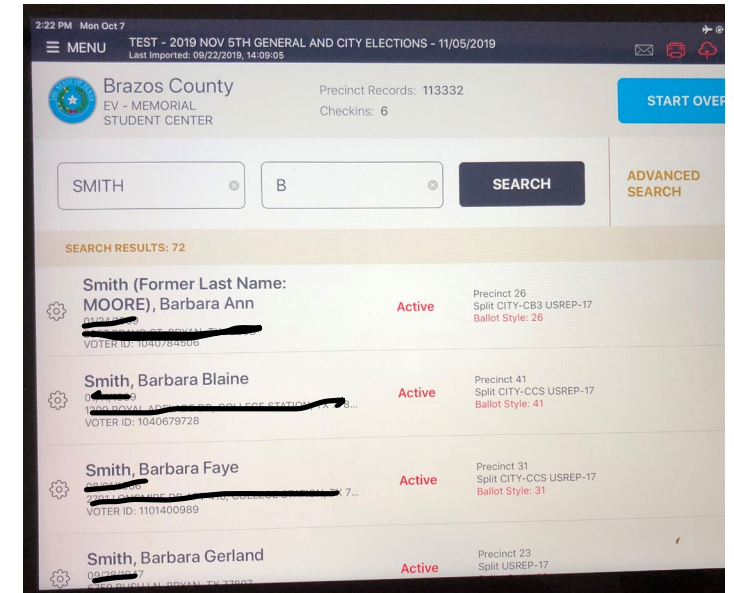 2:22 PM Mon Oct 7
MENU
TEST - 2019 NOV 5TH GENERAL AND CITY ELECTIONS - 11/05/2019
Last Imported: 09/22/2019, 14:09:05
Brazos County
EV - MEMORIAL
STUDENT CENTER
Precinct Records: 113332
Checkins: 6
START OVER
SMITH
B
SEARCH
ADVANCED
SEARCH
SEARCH RESULTS: 72
Smith (Former Last Name:
MOORE), Barbara Ann
VOTER ID: 1040784506
Active
Precinct 26
Split CITY-CB3 USREP-17
Ballot Style: 26
Smith, Barbara Blaine
VOTER ID: 1040679728
Active
Precinct 41
Split CITY-CCS USREP-17
Ballot Style: 41
Smith, Barbara Faye
VOTER ID: 1101400989
Active
Precinct 31
Split CITY-CCS USREP-17
Ballot Style: 31
Smith, Barbara Gerland
Active
Precinct 23
Split USREP-17